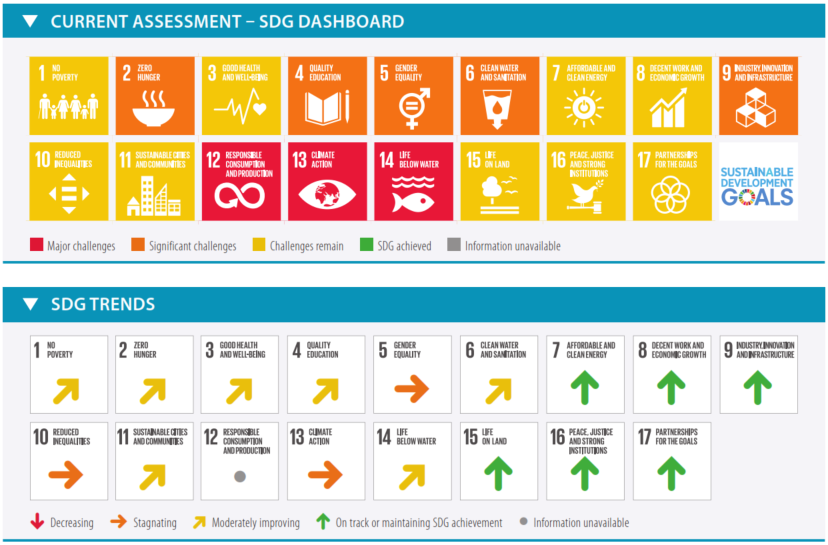 CURRENT ASSESSMENT – SDG DASHBOARD
1 NO
POVERTY
2 ZERO
HUNGER
3 GOOD HEALTH
AND WELL-BEING
4 QUALITY
EDUCATION
5 GENDER
EQUALITY
6 CLEAN WATER
AND SANITATION
7 AFFORDABLE AND
CLEAN ENERGY
8 DECENT WORK AND
ECONOMIC GROWTH
9 INDUSTRY, INNOVATION
AND INFRASTRUCTURE
10 REDUCED
INEQUALITIES
11 SUSTAINABLE CITIES
AND COMMUNITIES
12 RESPONSIBLE
CONSUMPTION
AND PRODUCTION
13 CLIMATE
ACTION
14 LIFE
BELOW WATER
15 LIFE
ON LAND
16 PEACE, JUSTICE
AND STRONG
INSTITUTIONS
17 PARTNERSHIPS
FOR THE GOALS
SUSTAINABLE
DEVELOPMENT
GOALS
Major challenges Significant challenges Challenges remain SDG achieved Information unavailable
SDG TRENDS
1 NO
POVERTY
2 ZERO
HUNGER
3 GOOD HEALTH
AND WELL-BEING
4 QUALITY
EDUCATION
5 GENDER
EQUALITY
6 CLEAN WATER
AND SANITATION
7 AFFORDABLE AND
CLEAN ENERGY
8 DECENT WORK AND
ECONOMIC GROWTH
9 INDUSTRY, INNOVATION
AND INFRASTRUCTURE
10 REDUCED
INEQUALITIES
11 SUSTAINABLE CITIES
AND COMMUNITIES
12 RESPONSIBLE
CONSUMPTION
AND PRODUCTION
13 CLIMATE
ACTION
14 LIFE
BELOW WATER
15 LIFE
ON LAND
16 PEACE, JUSTICE
AND STRONG
INSTITUTIONS
17 PARTNERSHIPS
FOR THE GOALS
Decreasing Stagnating Moderately improving On track or maintaining SDG achievement Information unavailable